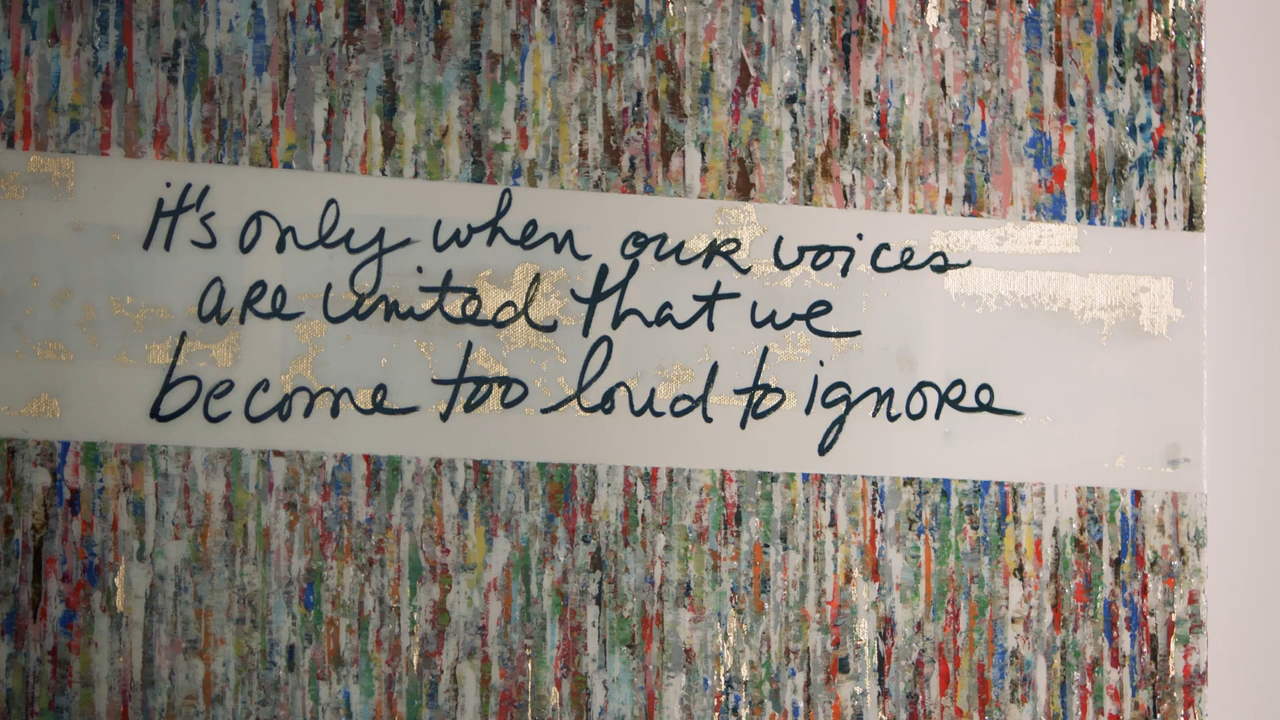 it's only when our voices
are united that we
become too loud to ignore